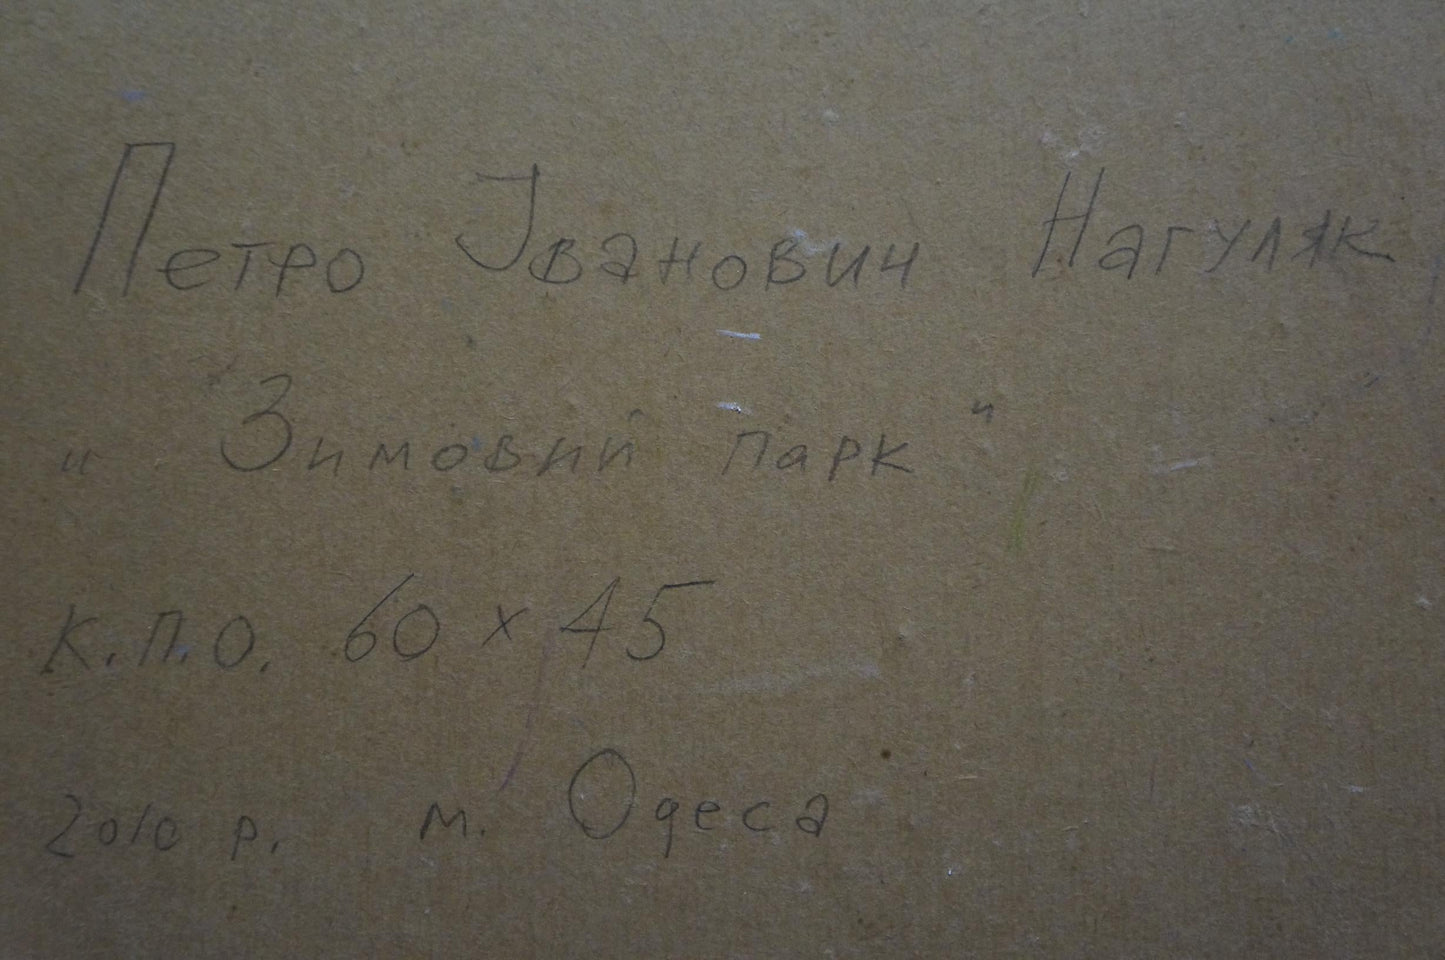 Петро Іванович Нагуляк
" Зимовий парк "
К.П.О. 60 x 45
2010 р. м. Одеса